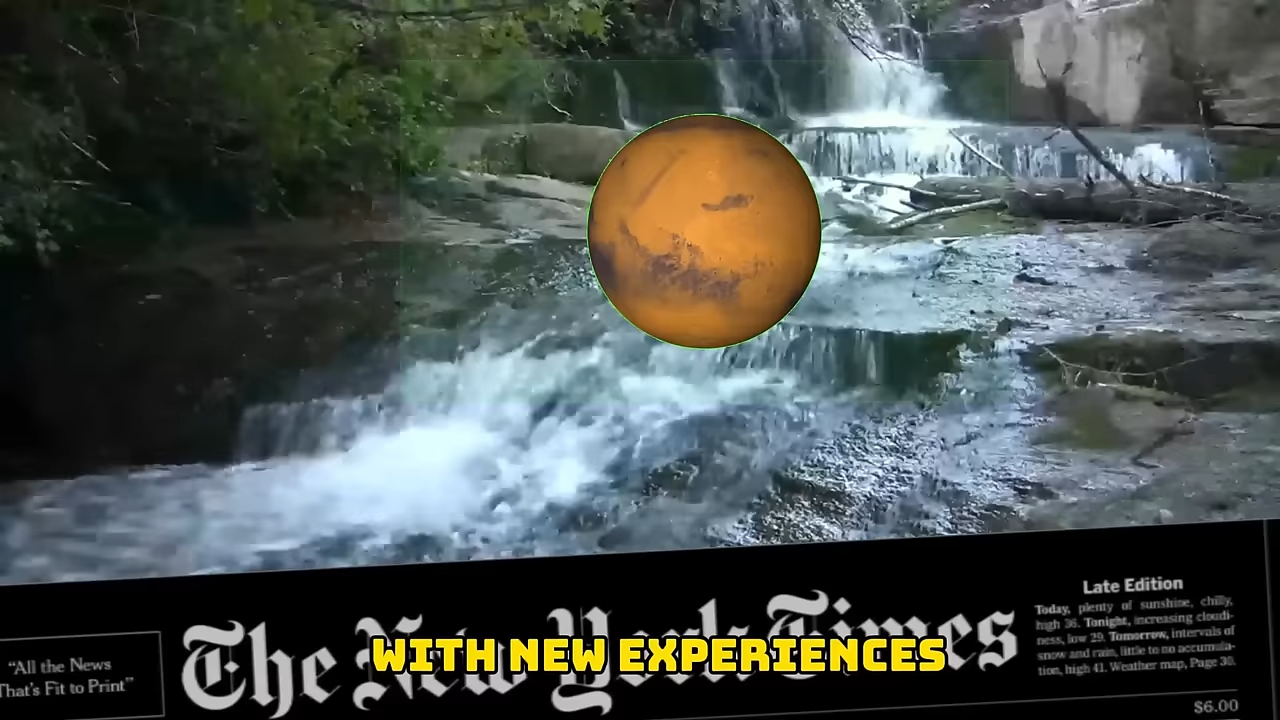 "All the News
That's Fit to Print"
The New York Times
WITH NEW EXPERIENCES
Late Edition
Today, plenty of sunshine, chilly,
high 36. Tonight, increasing cloudi-
ness, low 29. Tomorrow, intervals of
snow and rain, little to no accumula-
tion, high 41. Weather map, Page 30.
$6.00